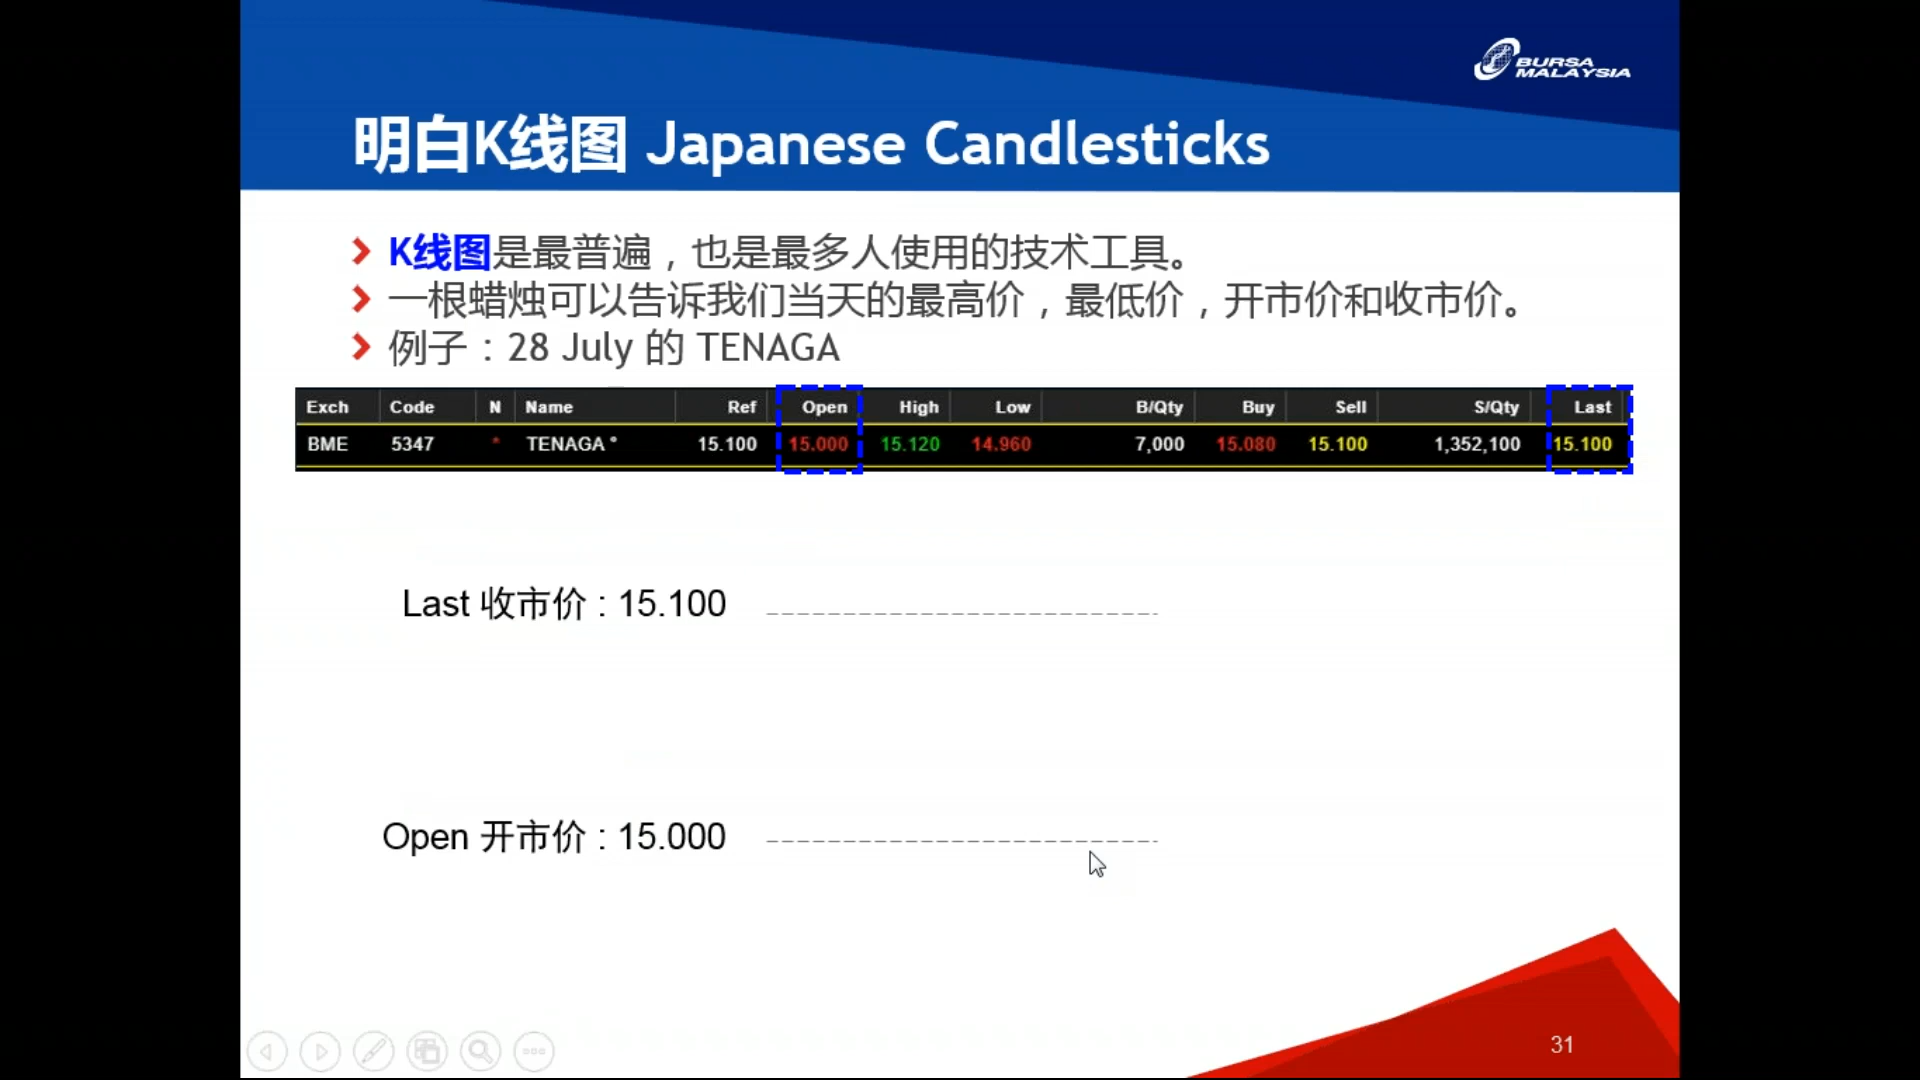 BURSA
MALAYSIA
明白K线图 Japanese Candlesticks
K线图是最普遍，也是最多人使用的技术工具。
一根蜡烛可以告诉我们当天的最高价，最低价，开市价和收市价。
例子：28 July 的 TENAGA
Exch Code N Name Ref Open High Low B/Qty Buy Sell S/Qty Last
BME 5347 * TENAGA ° 15.100 15.000 15.120 14.960 7,000 15.080 15.100 1,352,100 15.100
Last 收市价 : 15.100
Open 开市价 : 15.000
31